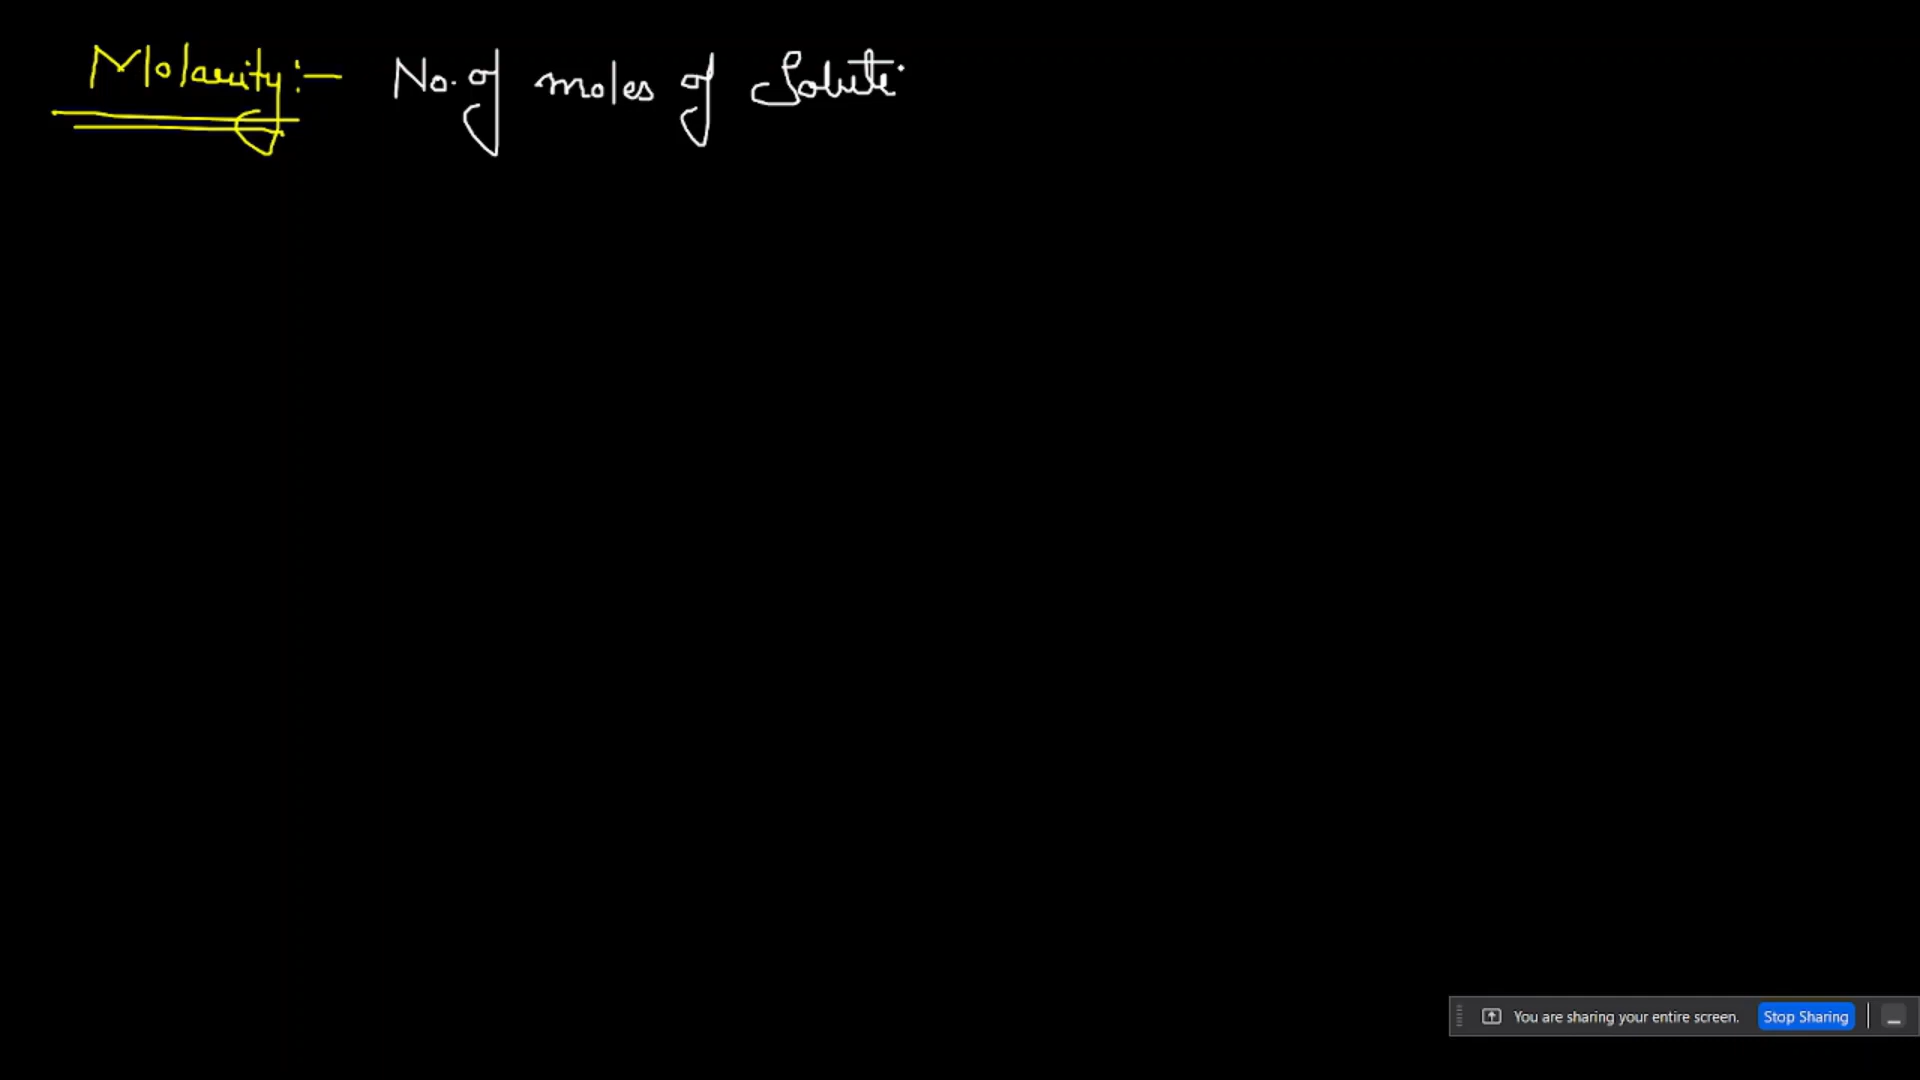 Molarity:- No. of moles of Solute
You are sharing your entire screen. Stop Sharing